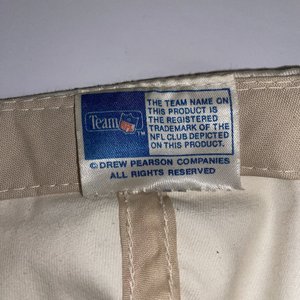 Team
THE TEAM NAME ON
THIS PRODUCT IS
THE REGISTERED
TRADEMARK OF THE
NFL CLUB DEPICTED
ON THIS PRODUCT.
© DREW PEARSON COMPANIES
ALL RIGHTS RESERVED